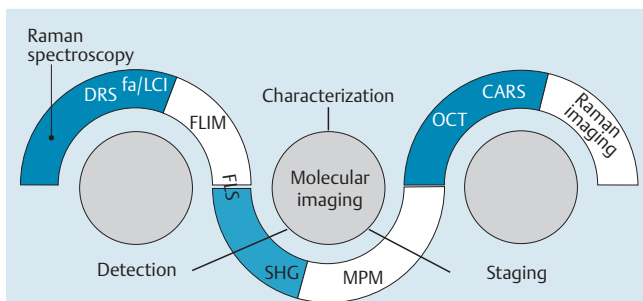 Raman
spectroscopy
DRS
fa/LCI
FLIM
FLS
SHG
MPM
OCT
CARS
Raman
imaging
Characterization
Molecular
imaging
Detection
Staging